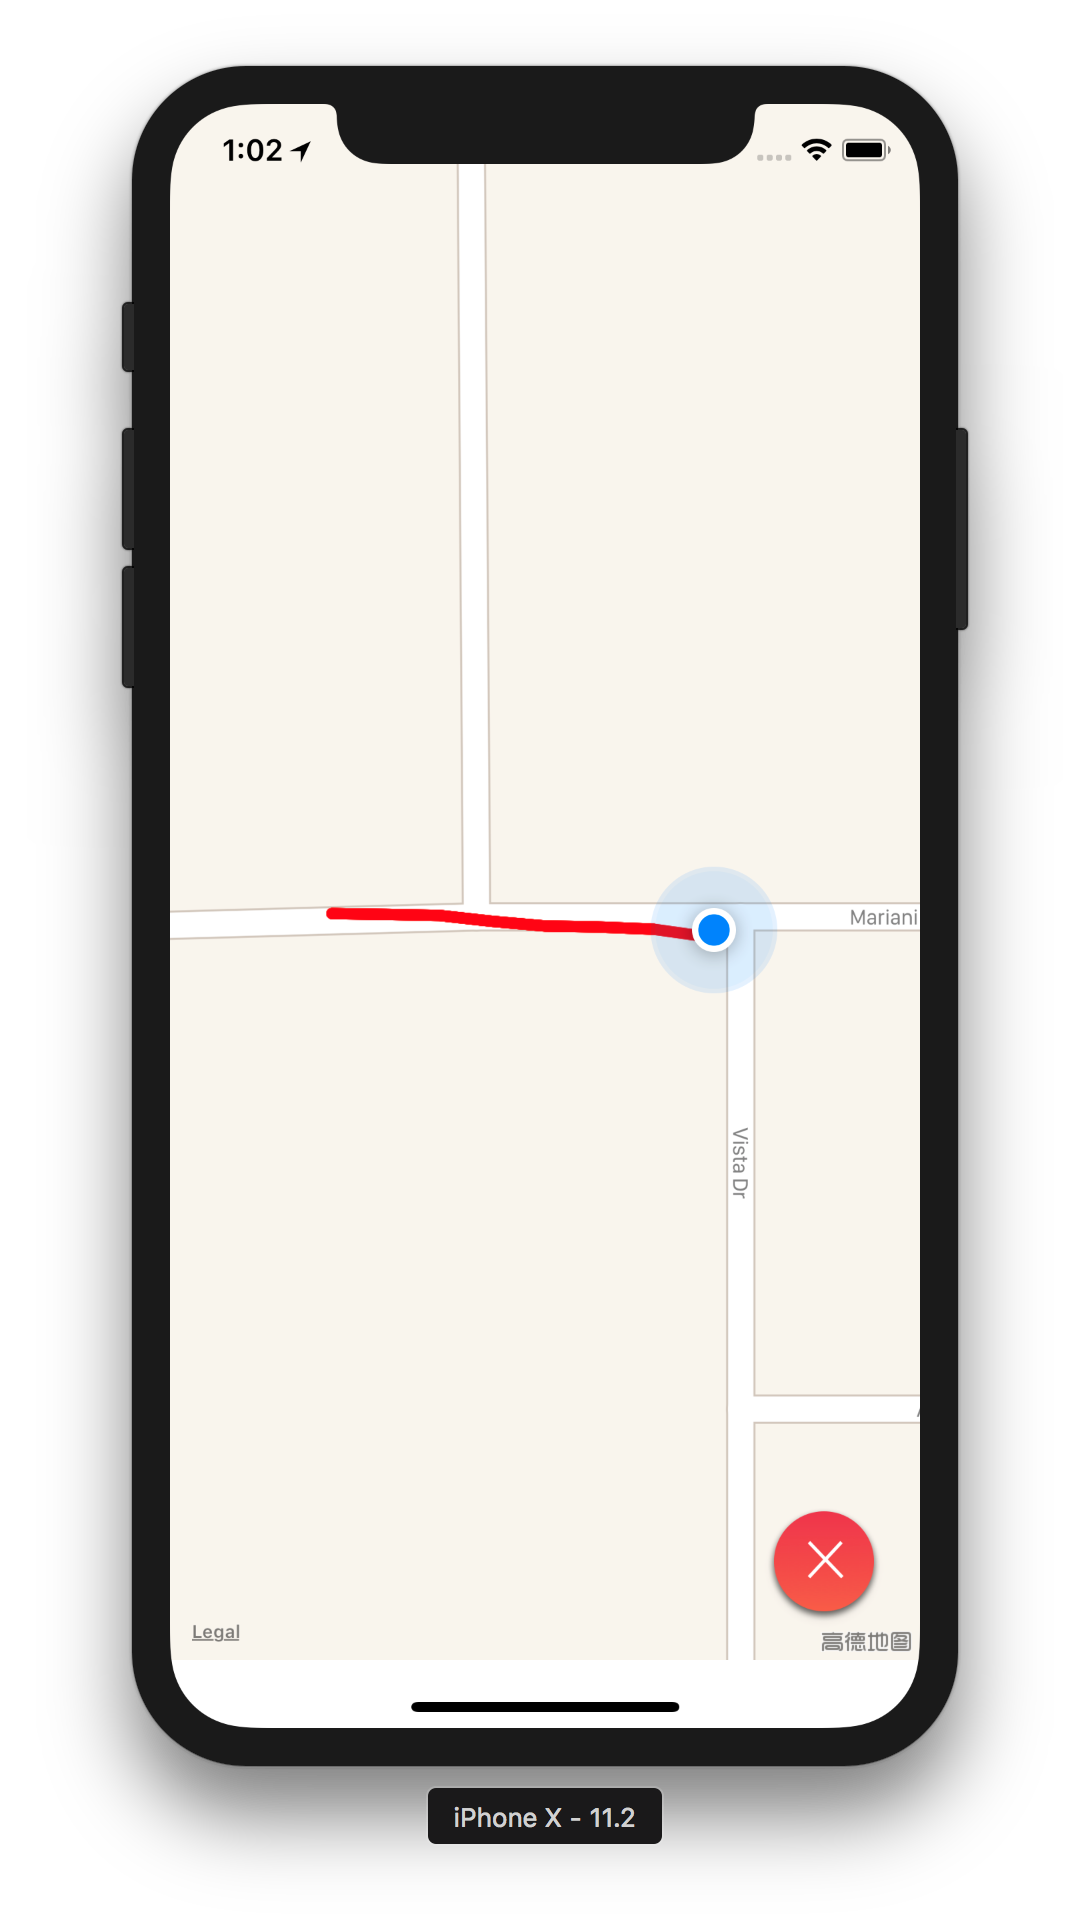 1:02
Mariani
Vista Dr
Legal
高德地图
iPhone X - 11.2